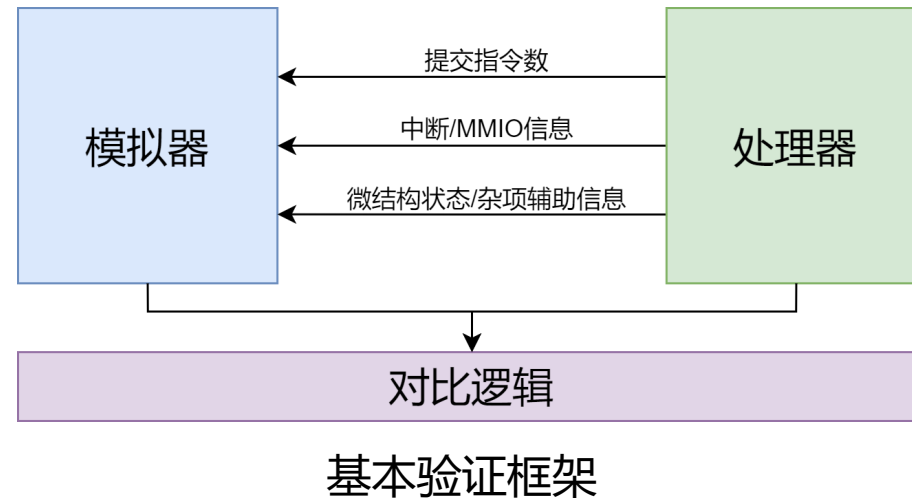 提交指令数
中断/MMIO信息
模拟器
处理器
微结构状态/杂项辅助信息
对比逻辑
基本验证框架